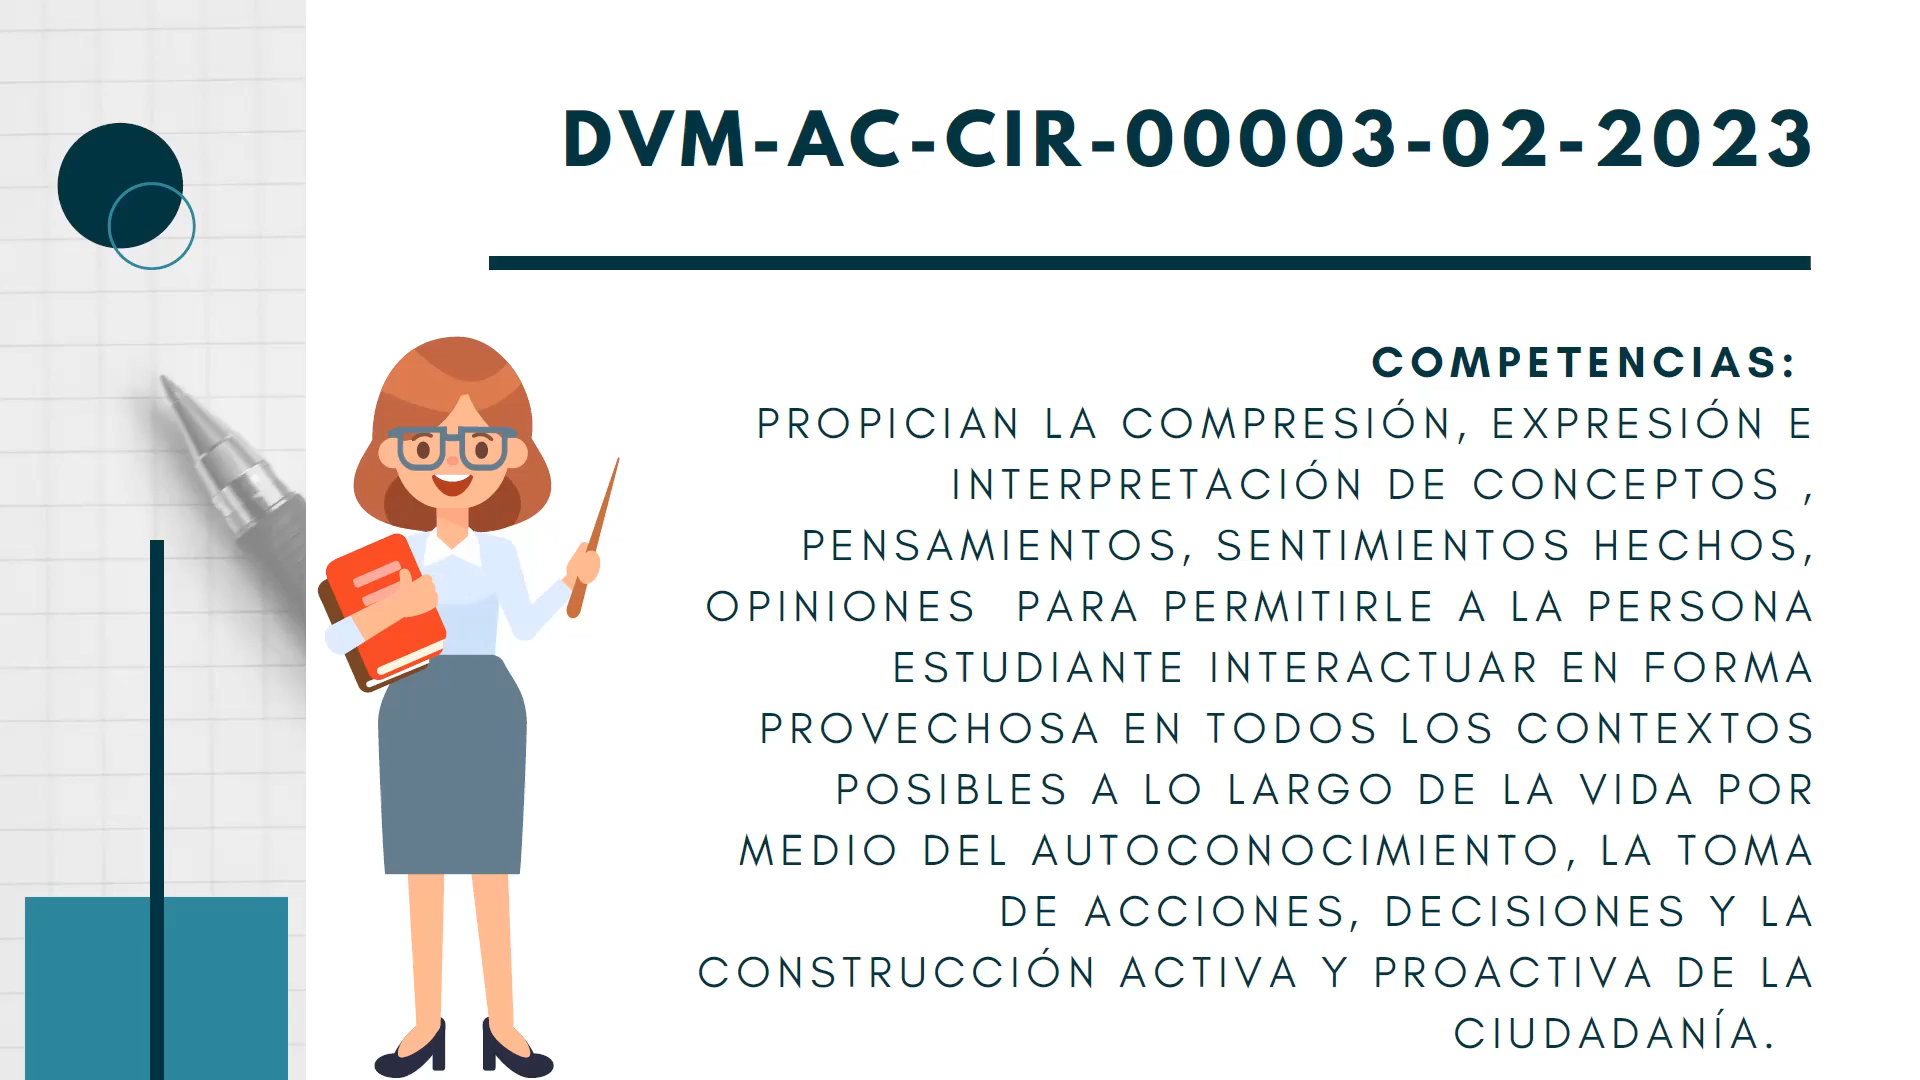 DVM-AC-CIR-00003-02-2023
COMPETENCIAS:
PROPICIAN LA COMPRESIÓN, EXPRESIÓN E
INTERPRETACIÓN DE CONCEPTOS ,
PENSAMIENTOS, SENTIMIENTOS HECHOS,
OPINIONES PARA PERMITIRLE A LA PERSONA
ESTUDIANTE INTERACTUAR EN FORMA
PROVECHOSA EN TODOS LOS CONTEXTOS
POSIBLES A LO LARGO DE LA VIDA POR
MEDIO DEL AUTOCONOCIMIENTO, LA TOMA
DE ACCIONES, DECISIONES Y LA
CONSTRUCCIÓN ACTIVA Y PROACTIVA DE LA
CIUDADANÍA.